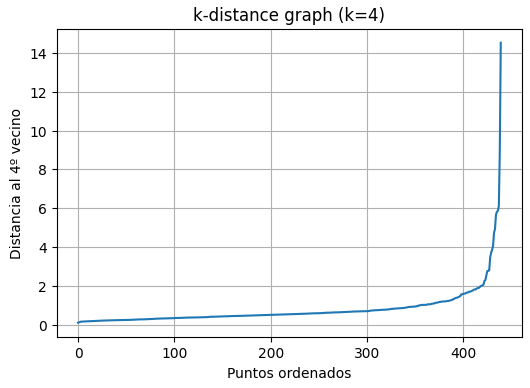 k-distance graph (k=4)
Distancia al 4º vecino
14
12
10
8
6
4
2
0
0 100 200 300 400
Puntos ordenados